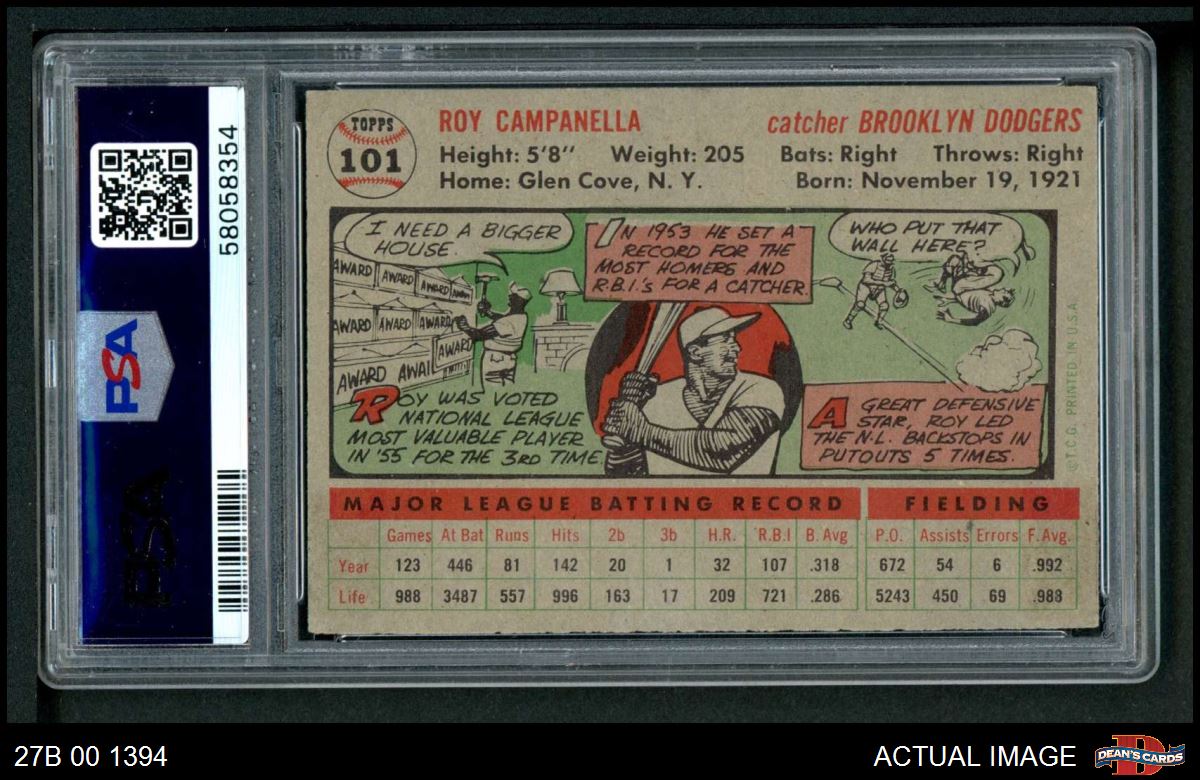 58058354
PSA
PSA
TOPPS
101
ROY CAMPANELLA
catcher BROOKLYN DODGERS
Height: 5'8'' Weight: 205 Bats: Right Throws: Right
Home: Glen Cove, N. Y. Born: November 19, 1921
I NEED A BIGGER
HOUSE.
AWARD AWARD AWARD AWARD
AWARD AWARD AWARD
AWARD
AWARD AWAI
ROY WAS VOTED
NATIONAL LEAGUE
MOST VALUABLE PLAYER
IN '55 FOR THE 3RD TIME.
IN 1953 HE SET A
RECORD FOR THE
MOST HOMERS AND
R.B.I.'S FOR A CATCHER.
WHO PUT THAT
WALL HERE?
A GREAT DEFENSIVE
STAR, ROY LED
THE N.L. BACKSTOPS IN
PUTOUTS 5 TIMES.
©T.C.G. PRINTED IN U.S.A.
MAJOR LEAGUE BATTING RECORD FIELDING
Games At Bat Runs Hits 2b 3b H.R. R.B.I B. Avg P.O. Assists Errors F.Avg.
Year 123 446 81 142 20 1 32 107 .318 672 54 6 .992
Life 988 3487 557 996 163 17 209 721 .286 5243 450 69 .988
27B 00 1394
ACTUAL IMAGE
D
DEAN'S CARDS